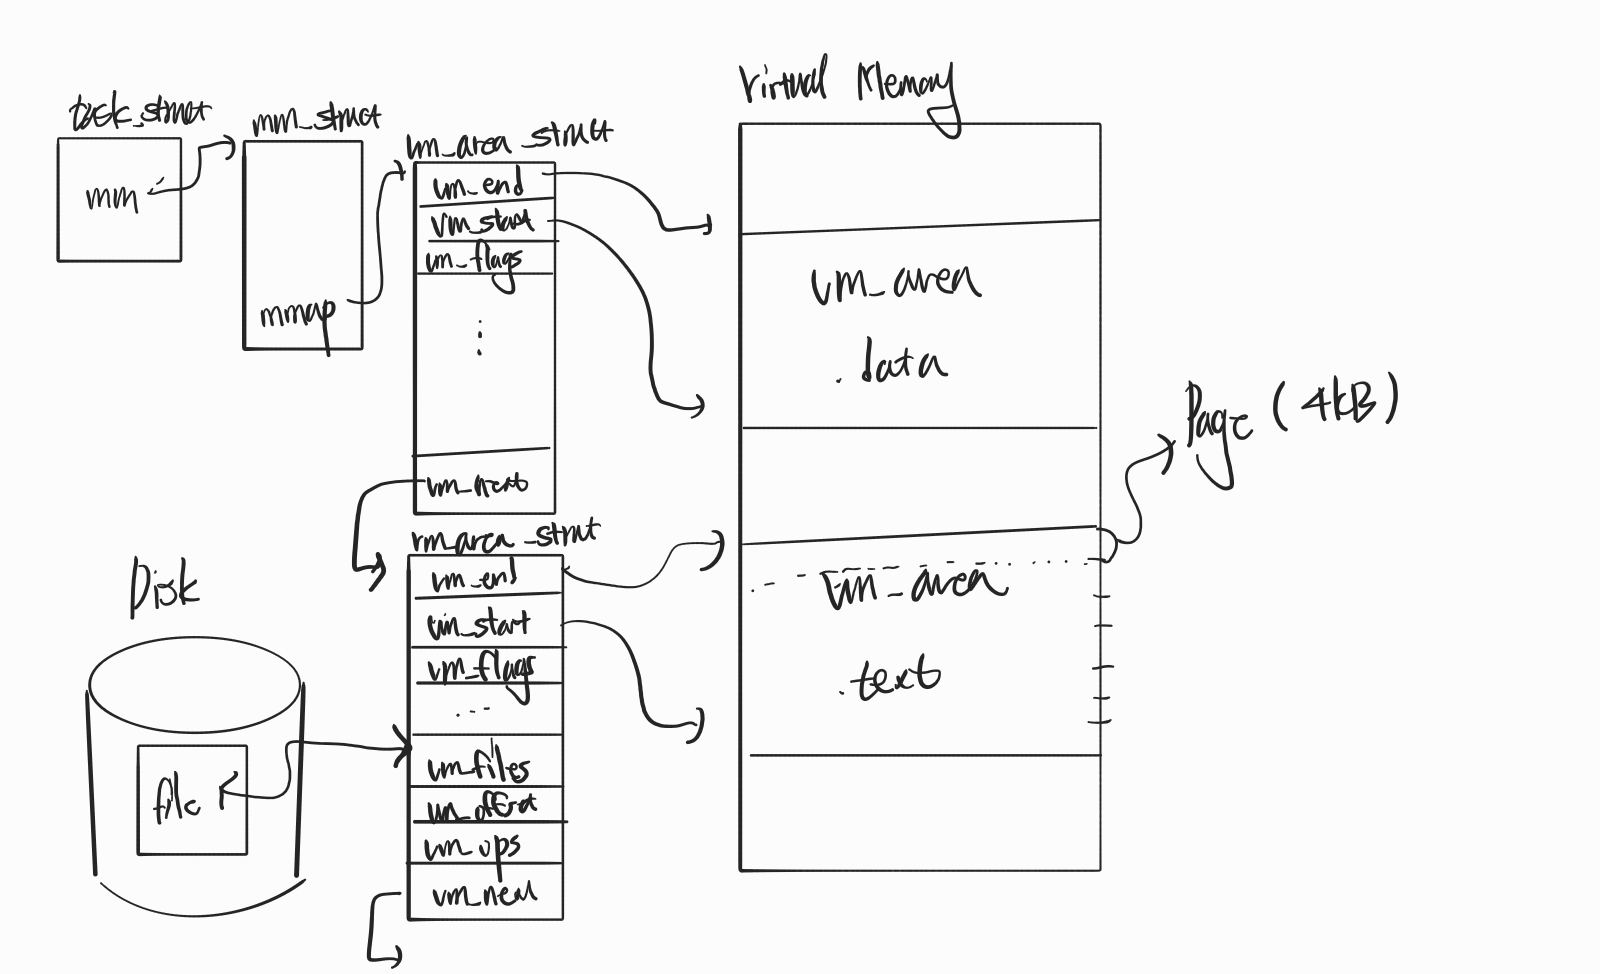 Virtual Memory
task_struct
mm_struct
vm_area_struct
mm
mmap
vm_end
vm_start
vm_flags
vm_next
vm_area
.data
Page (4kB)
vm_area_struct
vm_end
vm_start
vm_flags
...
vm_files
vm_offset
vm_ops
vm_next
vm_area
.text
Disk
file